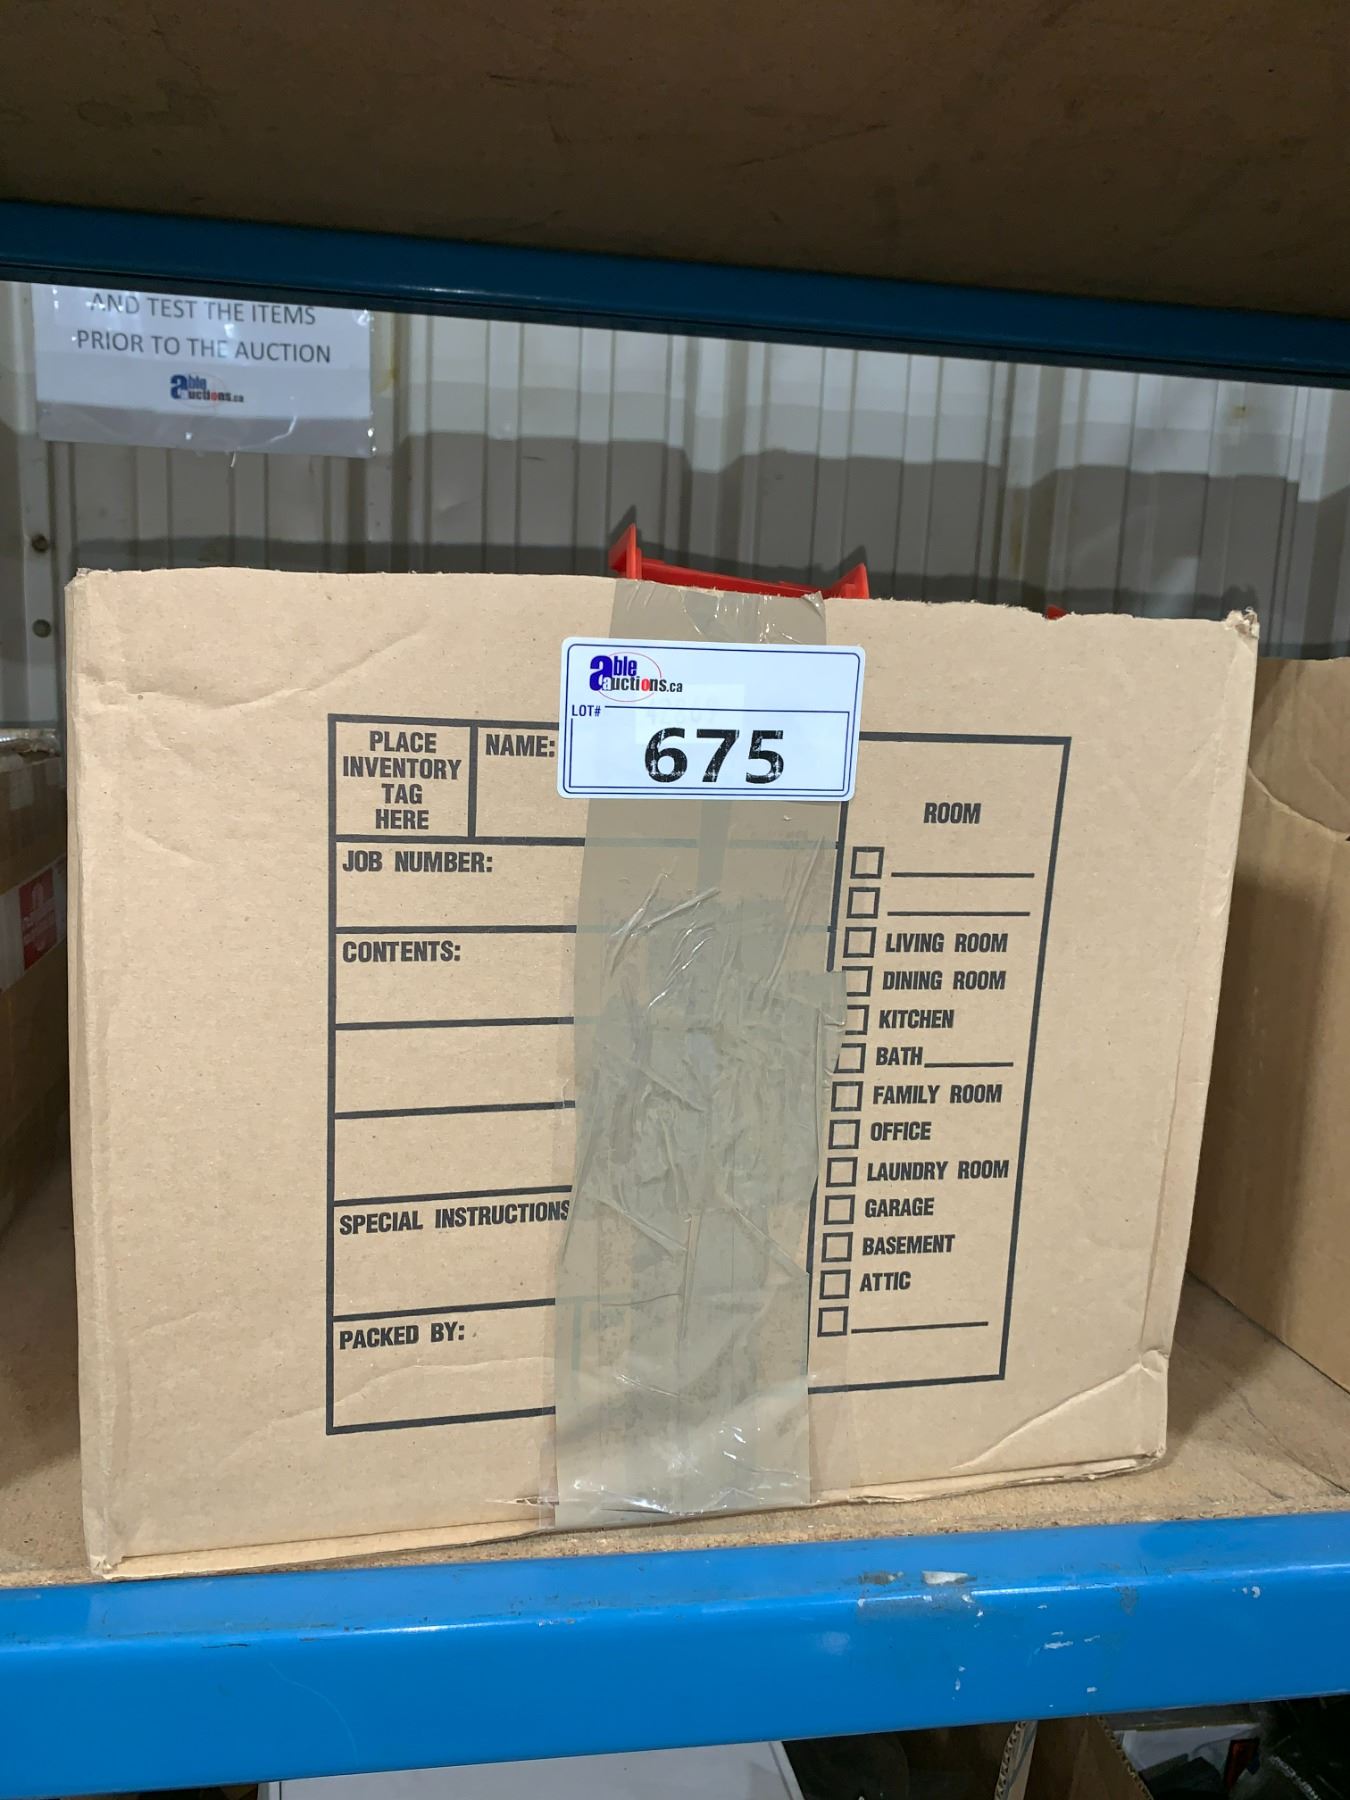 AND TEST THE ITEMS
PRIOR TO THE AUCTION
able
auctions.ca
able
auctions.ca
LOT#
675
PLACE
INVENTORY
TAG
HERE
NAME:
JOB NUMBER:
CONTENTS:
SPECIAL INSTRUCTIONS
PACKED BY:
ROOM
LIVING ROOM
DINING ROOM
KITCHEN
BATH
FAMILY ROOM
OFFICE
LAUNDRY ROOM
GARAGE
BASEMENT
ATTIC